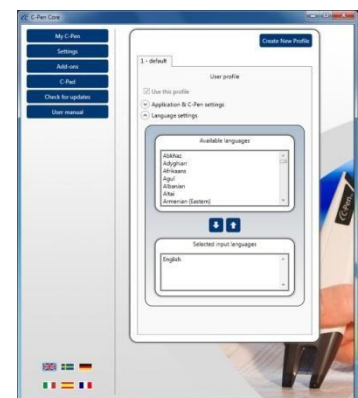 C-Pen Core
My C-Pen
Settings
Add-ons
C-Pad
Check for updates
User manual
Create New Profile
1 - default
User profile
Use this profile
Application & C-Pen settings
Language settings
Available languages
Abkhaz
Adyghian
Afrikaans
Agul
Albanian
Altai
Armenian (Eastern)
Selected input languages
English
C-Pen